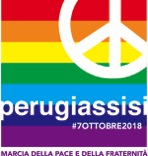 perugiassisi
#7OTTOBRE2018
MARCIA DELLA PACE E DELLA FRATERNITÀ